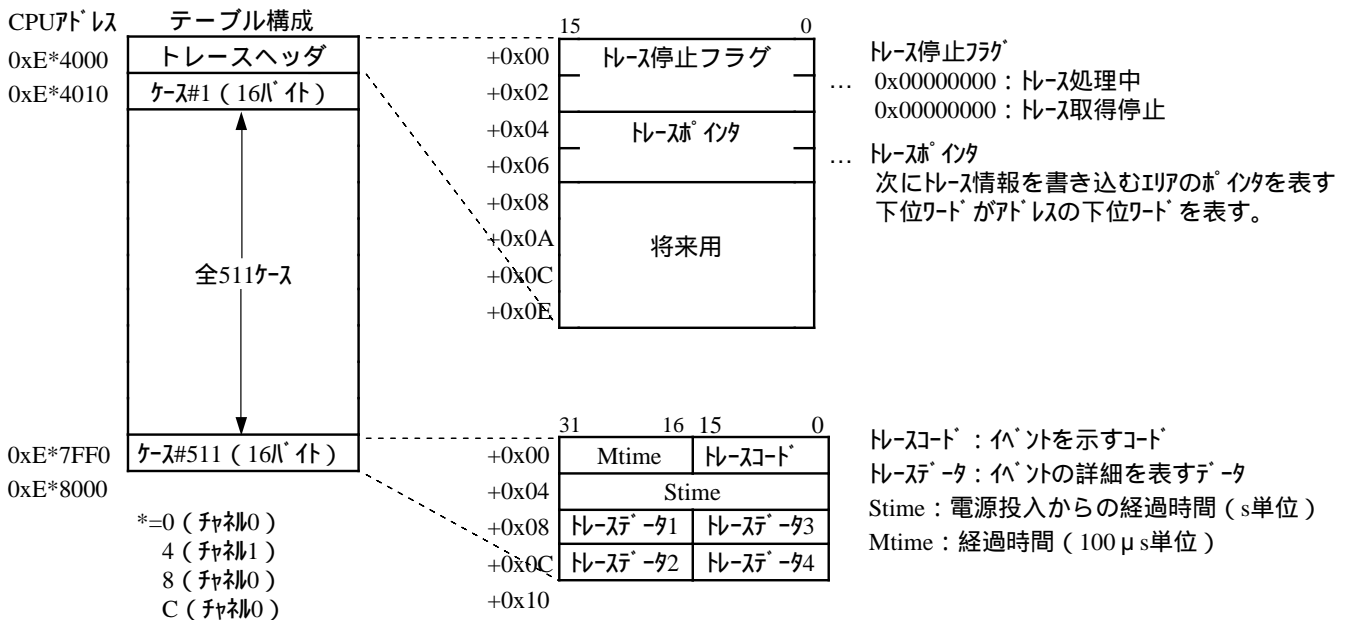 CPUｱﾄﾞﾚｽ テーブル構成
0xE*4000 トレースヘッダ
0xE*4010 ｹｰｽ#1（16ﾊﾞｲﾄ）
全511ｹｰｽ
0xE*7FF0 ｹｰｽ#511（16ﾊﾞｲﾄ）
0xE*8000
*=0（ﾁｬﾈﾙ0）
4（ﾁｬﾈﾙ1）
8（ﾁｬﾈﾙ0）
C（ﾁｬﾈﾙ0）
15 0
+0x00 ﾄﾚｰｽ停止フラグ
+0x02
+0x04 ﾄﾚｰｽﾎﾟｲﾝﾀ
+0x06
+0x08
+0x0A 将来用
+0x0C
+0x0E
… ﾄﾚｰｽ停止ﾌﾗｸﾞ
0x00000000：ﾄﾚｰｽ処理中
0x00000000：ﾄﾚｰｽ取得停止
… ﾄﾚｰｽﾎﾟｲﾝﾀ
次にﾄﾚｰｽ情報を書き込むｴﾘｱのﾎﾟｲﾝﾀを表す
下位ﾜｰﾄﾞがｱﾄﾞﾚｽの下位ﾜｰﾄﾞを表す。
31 16 15 0
+0x00 Mtime ﾄﾚｰｽｺｰﾄﾞ
+0x04 Stime
+0x08 ﾄﾚｰｽﾃﾞｰﾀ1 ﾄﾚｰｽﾃﾞｰﾀ3
+0x0C ﾄﾚｰｽﾃﾞｰﾀ2 ﾄﾚｰｽﾃﾞｰﾀ4
+0x10
ﾄﾚｰｽｺｰﾄﾞ：ｲﾍﾞﾝﾄを示すｺｰﾄﾞ
ﾄﾚｰｽﾃﾞｰﾀ：ｲﾍﾞﾝﾄの詳細を表すﾃﾞｰﾀ
Stime：電源投入からの経過時間（s単位）
Mtime：経過時間（100μs単位）